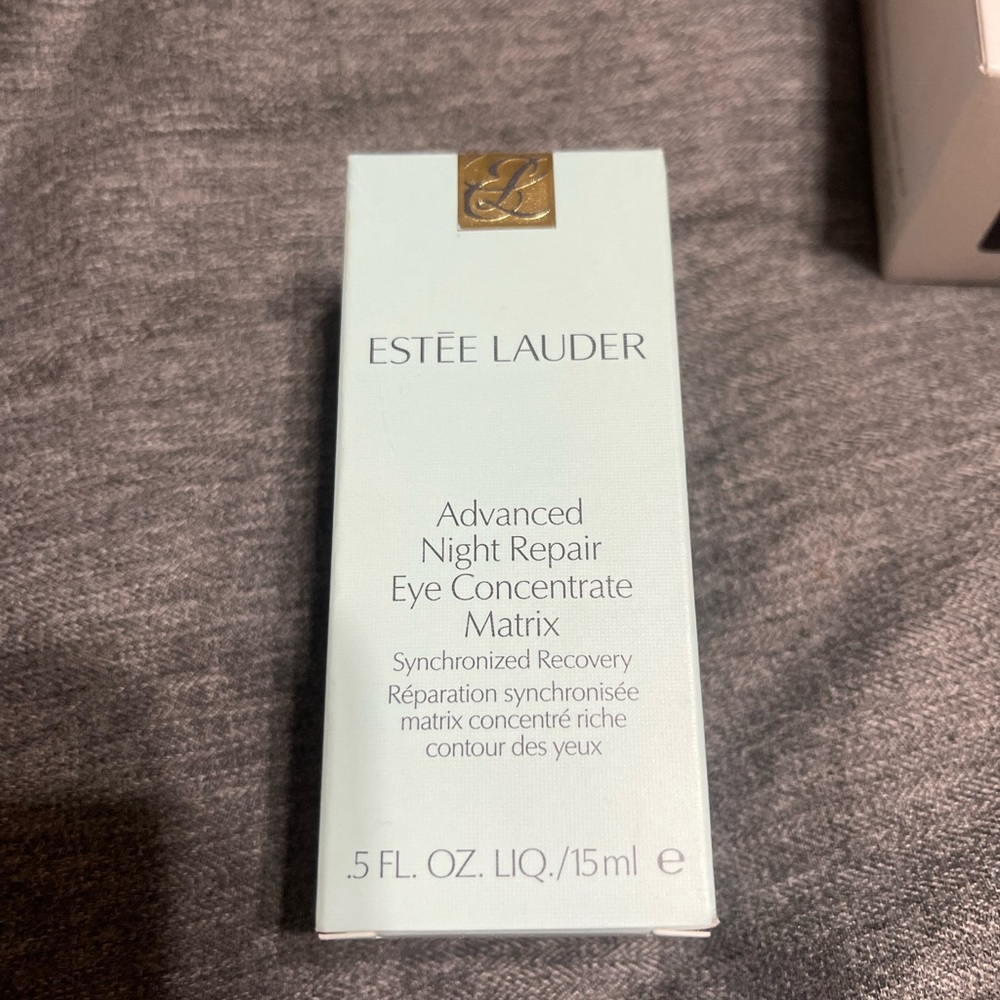 ESTĒE LAUDER
Advanced
Night Repair
Eye Concentrate
Matrix
Synchronized Recovery
Réparation synchronisée
matrix concentré riche
contour des yeux
.5 FL. OZ. LIQ./15ml ℮